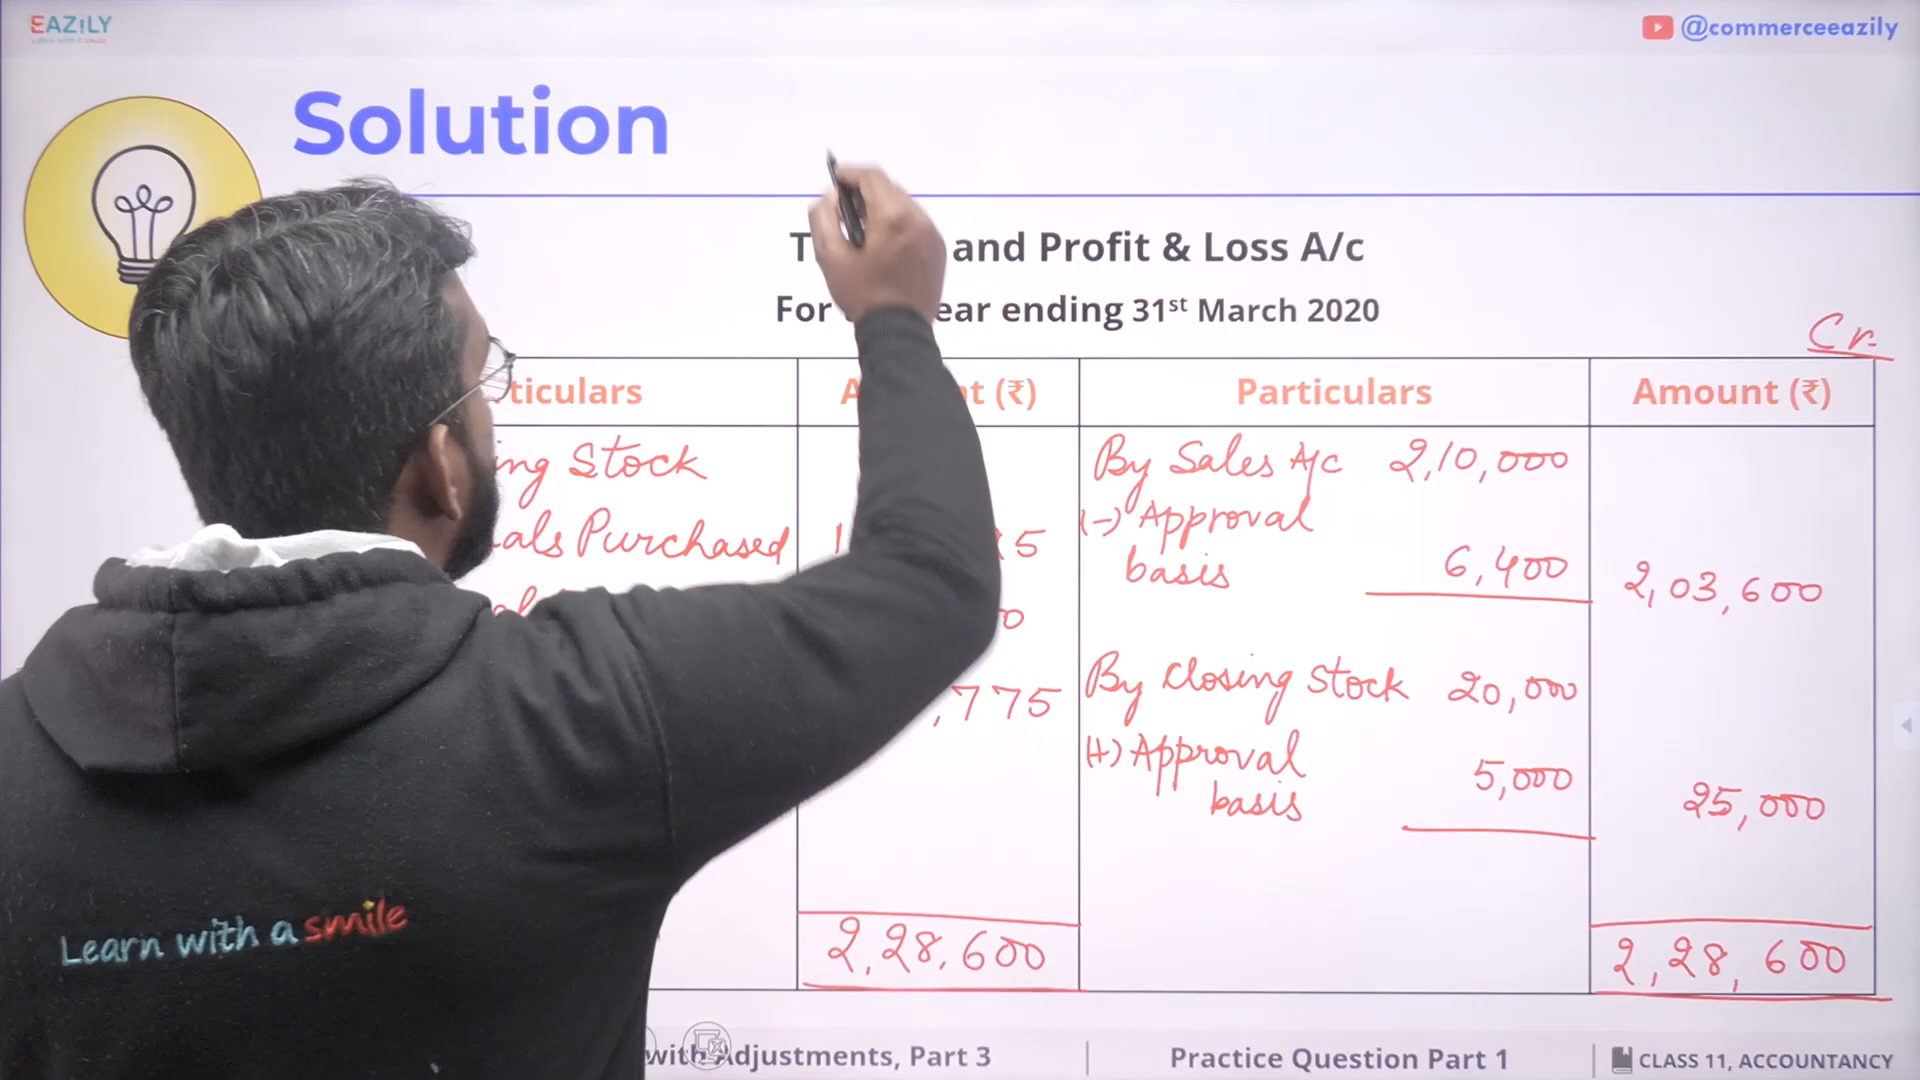 EAZILY
@commerceeazily
Solution
and Profit & Loss A/c
For ear ending 31st March 2020
Cr.
ticulars
A t (₹)
Particulars
Amount (₹)
ing Stock
By Sales A/c 2,10,000
als Purchased
5
(-) Approval
basis 6,400
2,03,600
0
,775
By Closing Stock 20,000
(+) Approval
basis 5,000
25,000
2,28,600
2,28,600
Learn with a smile
with Adjustments, Part 3
Practice Question Part 1
CLASS 11, ACCOUNTANCY